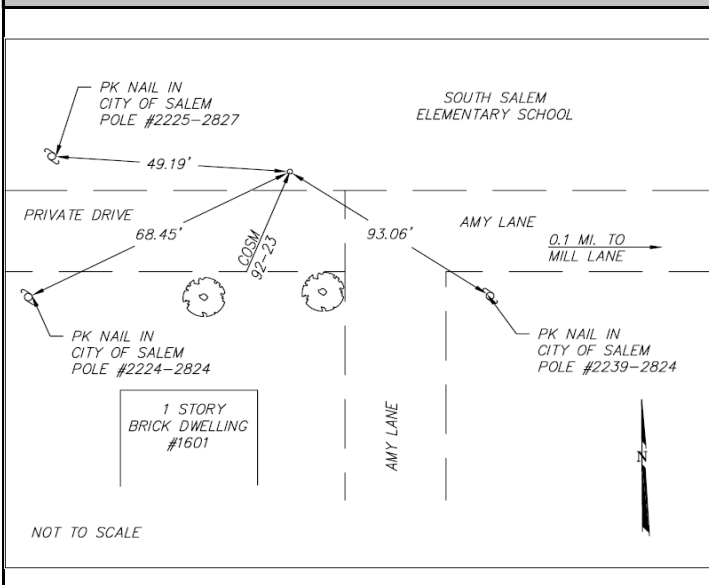 PK NAIL IN
CITY OF SALEM
POLE #2225-2827
SOUTH SALEM
ELEMENTARY SCHOOL
49.19'
PRIVATE DRIVE
68.45'
COSM
92-23
93.06'
AMY LANE
0.1 MI. TO
MILL LANE
PK NAIL IN
CITY OF SALEM
POLE #2224-2824
PK NAIL IN
CITY OF SALEM
POLE #2239-2824
1 STORY
BRICK DWELLING
#1601
AMY LANE
N
NOT TO SCALE